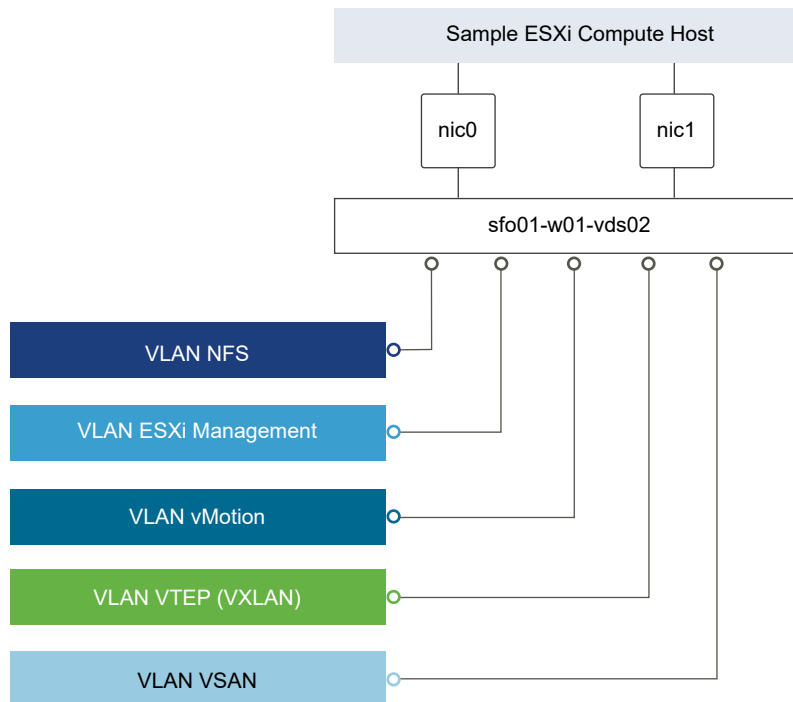 Sample ESXi Compute Host
nic0
nic1
sfo01-w01-vds02
VLAN NFS
VLAN ESXi Management
VLAN vMotion
VLAN VTEP (VXLAN)
VLAN VSAN